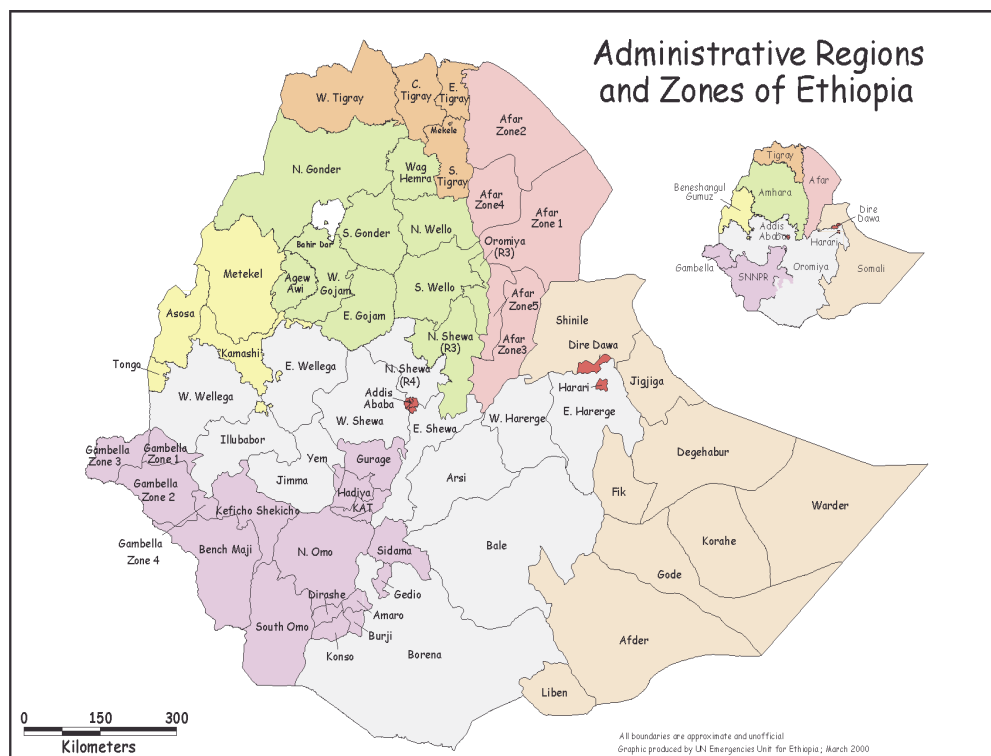 Administrative Regions
and Zones of Ethiopia
W. Tigray
C.
Tigray
E.
Tigray
Mekele
S.
Tigray
Afar
Zone2
N. Gonder
Wag
Hemra
Afar
Zone4
Afar
Zone 1
Bahir Dar
S. Gonder
N. Wello
Oromiya
(R3)
Metekel
Agew
Awi
W.
Gojam
S. Wello
Afar
Zone5
Asosa
E. Gojam
N. Shewa
(R3)
Afar
Zone3
Shinile
Dire Dawa
Tongo
Kamashi
E. Wellega
N. Shewa
(R4)
Harari
Jigjiga
W. Wellega
Addis
Ababa
W. Shewa
E. Shewa
W. Harerge
E. Harerge
Gambella
Zone 3
Gambella
Zone 1
Illubabor
Yem
Gurage
Degehabur
Gambella
Zone 2
Jimma
Hadiya
KAT
Arsi
Fik
Warder
Keficho Shekicho
Gambella
Zone 4
Bench Maji
N. Omo
Sidama
Bale
Korahe
Gode
Gedio
Dirashe
Amaro
South Omo
Burji
Konso
Borena
Afder
Liben
Tigray
Beneshangul
Gumuz
Amhara
Afar
Dire
Dawa
Addis
Ababa
Harari
Gambella
SNNPR
Oromiya
Somali
0 150 300
Kilometers
All boundaries are approximate and unofficial
Graphic produced by UN Emergencies Unit for Ethiopia; March 2000